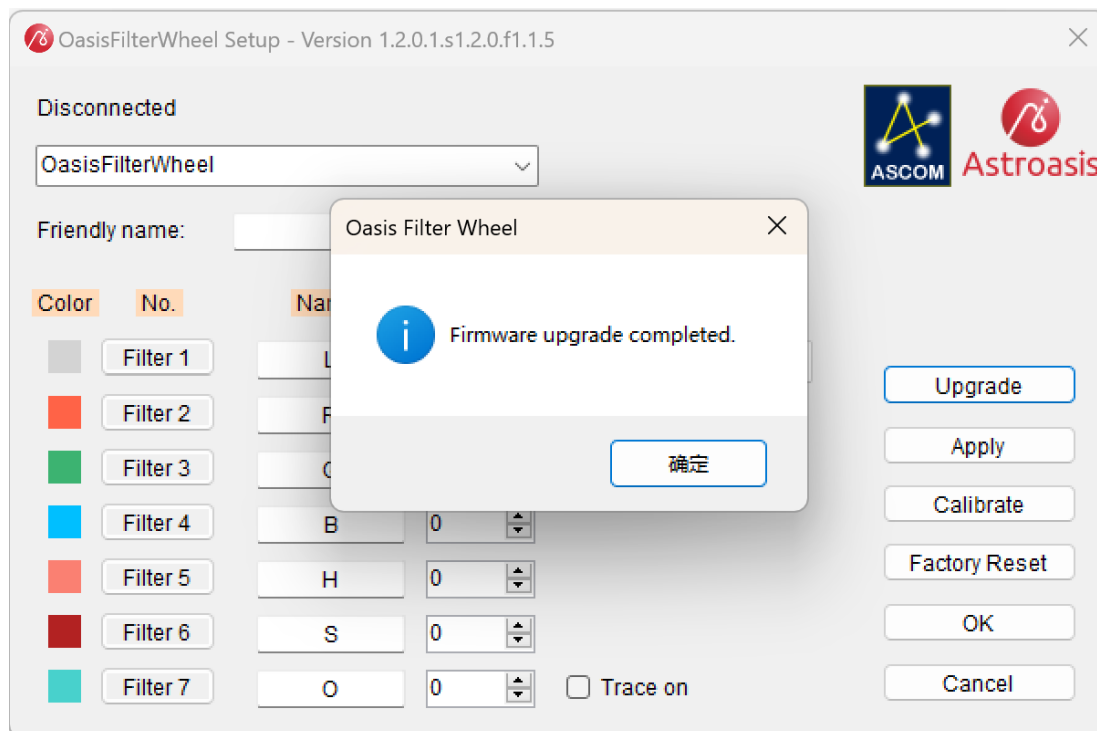 OasisFilterWheel Setup - Version 1.2.0.1.s1.2.0.f1.1.5
Disconnected
OasisFilterWheel
ASCOM
Astroasis
Friendly name:
Oasis Filter Wheel
Firmware upgrade completed.
确定
Color No.
Filter 1
Filter 2
Filter 3
Filter 4 B 0
Filter 5 H 0
Filter 6 S 0
Filter 7 O 0
Trace on
Upgrade
Apply
Calibrate
Factory Reset
OK
Cancel